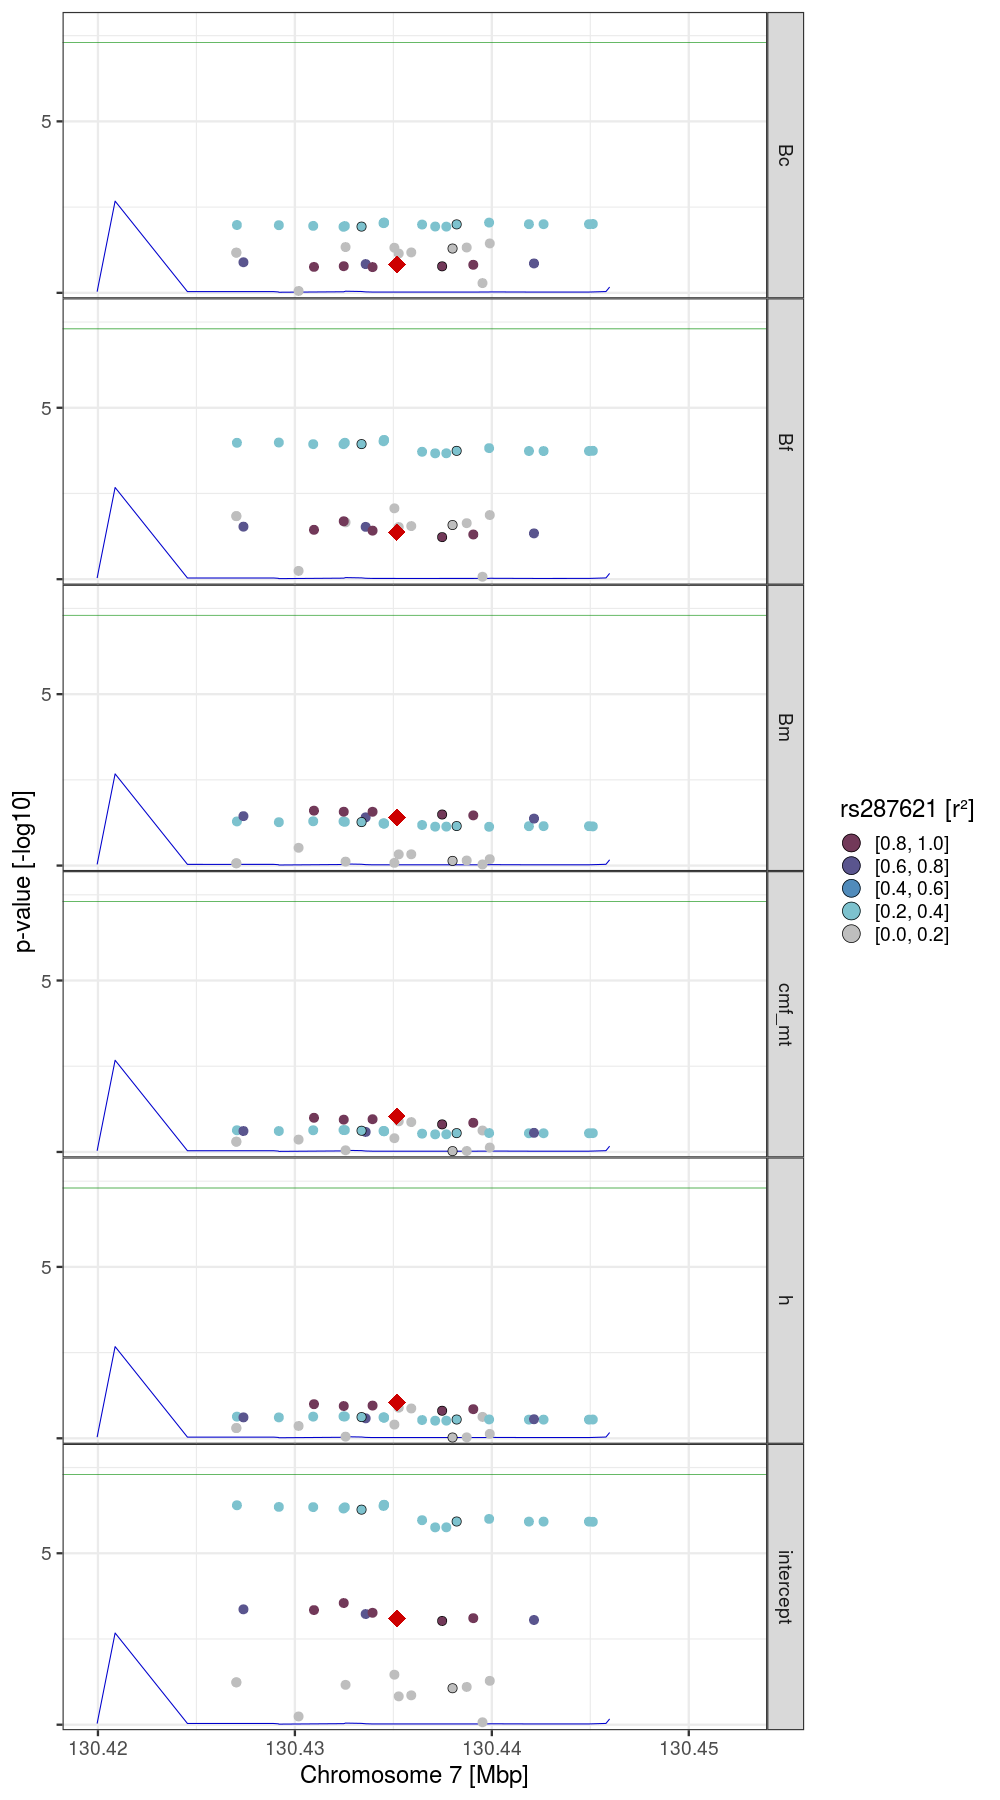 5
Bc
5
Bf
5
Bm
5
cmf_mt
5
h
5
intercept
130.42
130.43
130.44
130.45
Chromosome 7 [Mbp]
p-value [-log10]
rs287621 [r²]
[0.8, 1.0]
[0.6, 0.8]
[0.4, 0.6]
[0.2, 0.4]
[0.0, 0.2]